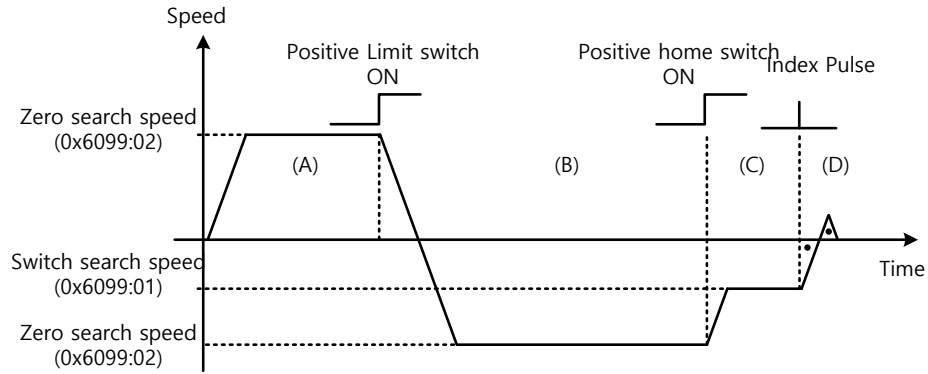 Speed
Positive Limit switch
ON
Positive home switch
ON
Index Pulse
Zero search speed
(0x6099:02)
(A)
(B)
(C)
(D)
Switch search speed
(0x6099:01)
Time
Zero search speed
(0x6099:02)